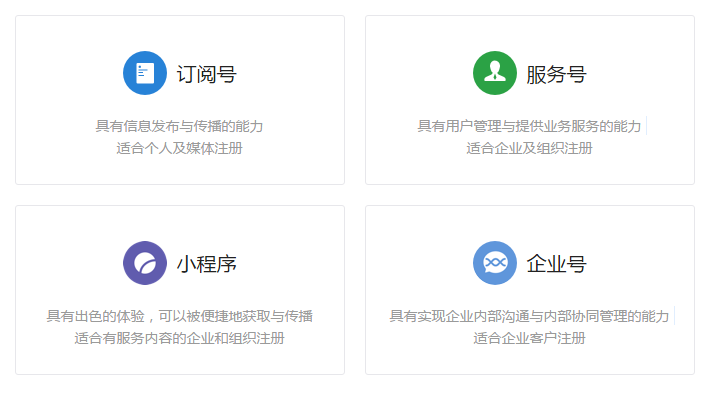 订阅号
具有信息发布与传播的能力
适合个人及媒体注册
服务号
具有用户管理与提供业务服务的能力
适合企业及组织注册
小程序
具有出色的体验，可以被便捷地获取与传播
适合有服务内容的企业和组织注册
企业号
具有实现企业内部沟通与内部协同管理的能力
适合企业客户注册